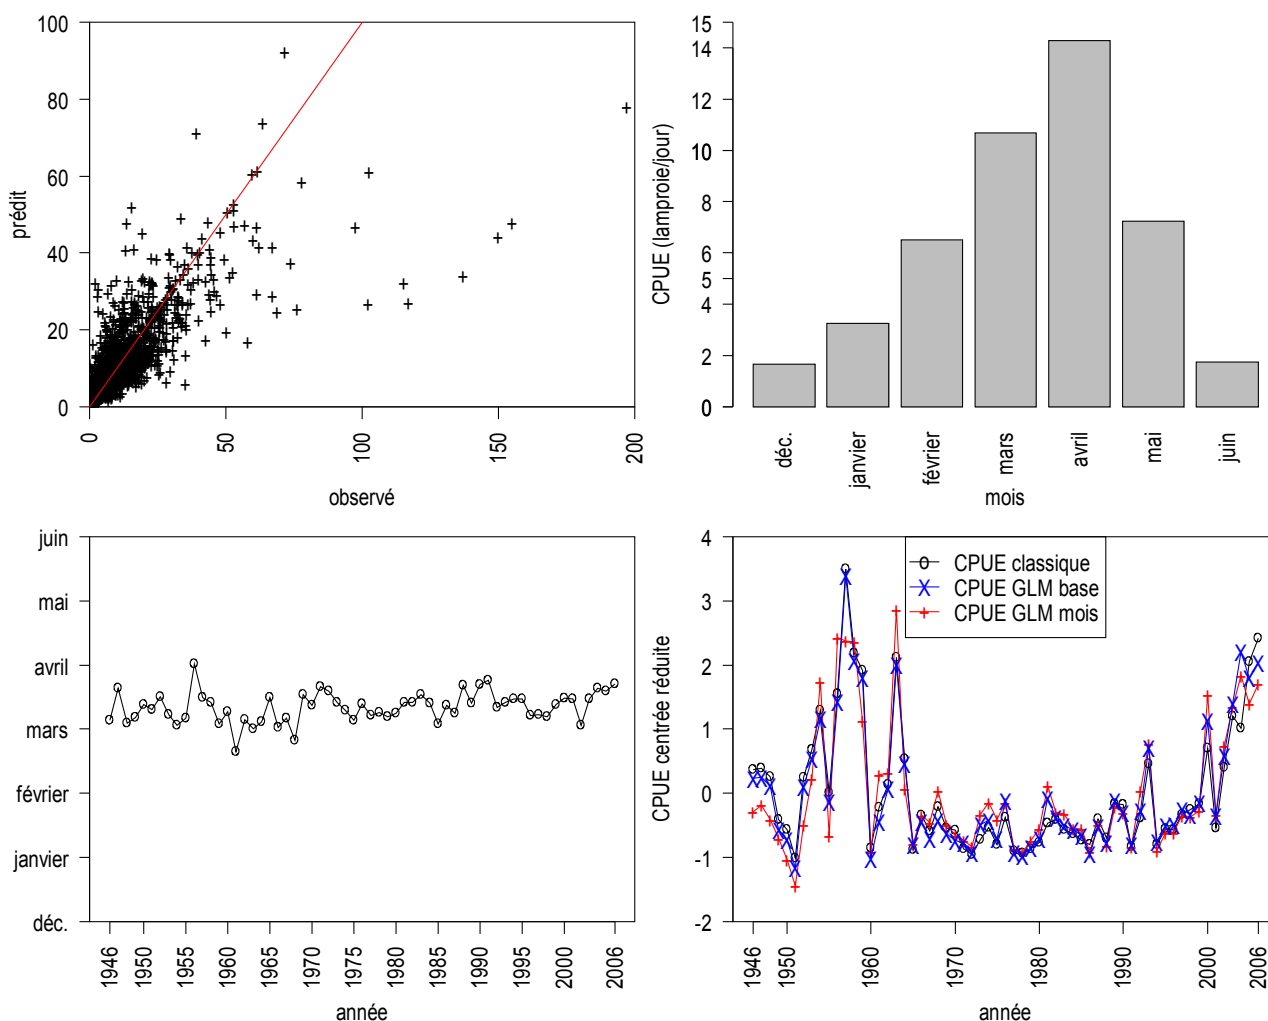 100
80
60
40
20
0
prédit
0
50
100
150
200
observé
15
14
12
10
8
6
5
4
2
0
CPUE (lamproie/jour)
déc.
janvier
février
mars
avril
mai
juin
mois
juin
mai
avril
mars
février
janvier
déc.
1946
1950
1955
1960
1965
1970
1975
1980
1985
1990
1995
2000
2006
année
4
3
2
1
0
-1
-2
CPUE centrée réduite
CPUE classique
CPUE GLM base
CPUE GLM mois
1946
1950
1960
1970
1980
1990
2000
2006
année